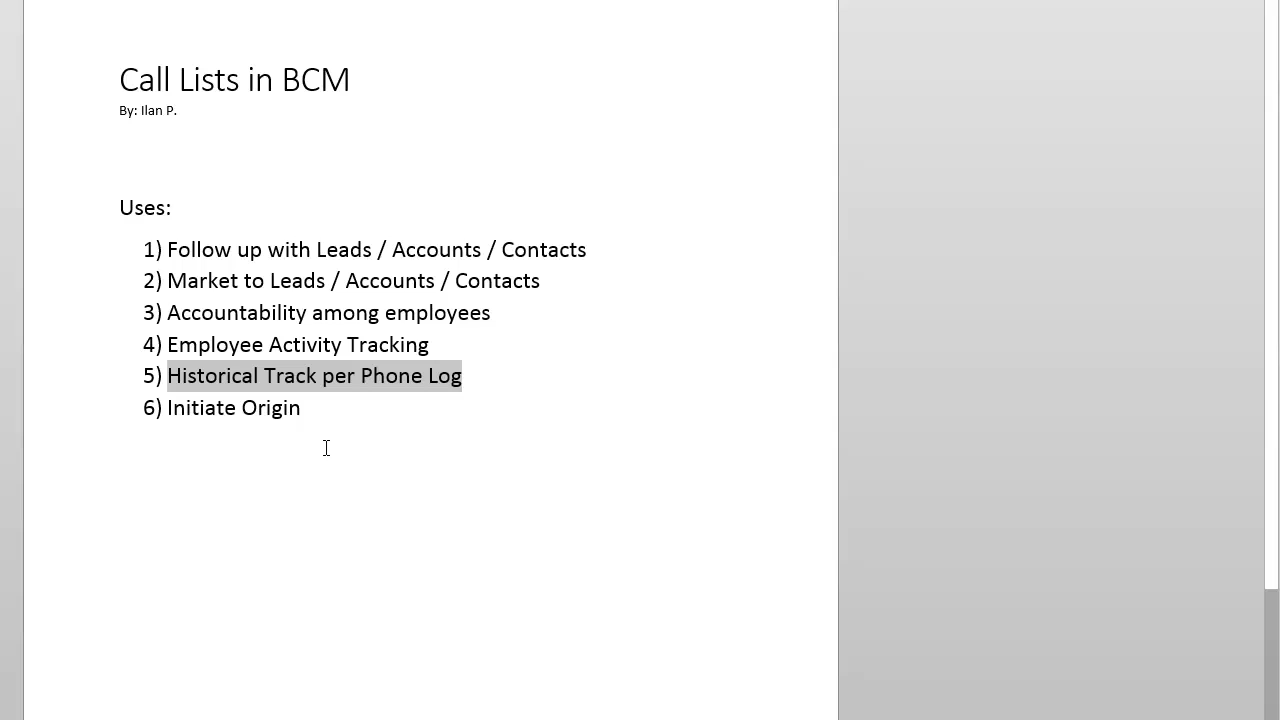 Call Lists in BCM
By: Ilan P.
Uses:
1) Follow up with Leads / Accounts / Contacts
2) Market to Leads / Accounts / Contacts
3) Accountability among employees
4) Employee Activity Tracking
5) Historical Track per Phone Log
6) Initiate Origin